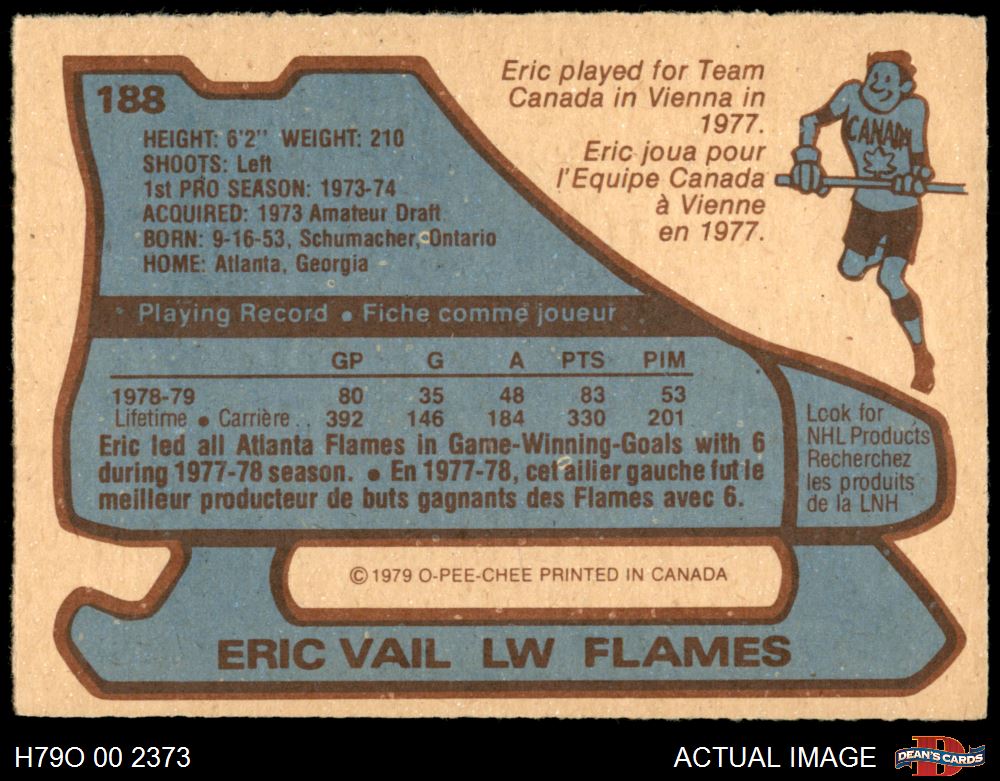 188
HEIGHT: 6'2'' WEIGHT: 210
SHOOTS: Left
1st PRO SEASON: 1973-74
ACQUIRED: 1973 Amateur Draft
BORN: 9-16-53, Schumacher, Ontario
HOME: Atlanta, Georgia
Eric played for Team
Canada in Vienna in
1977.
Eric joua pour
l'Equipe Canada
à Vienne
en 1977.
CANADA
Playing Record • Fiche comme joueur
GP G A PTS PIM
1978-79 80 35 48 83 53
Lifetime • Carrière . . 392 146 184 330 201
Eric led all Atlanta Flames in Game-Winning-Goals with 6
during 1977-78 season. • En 1977-78, cet ailier gauche fut le
meilleur producteur de buts gagnants des Flames avec 6.
Look for
NHL Products
Recherchez
les produits
de la LNH
© 1979 O-PEE-CHEE PRINTED IN CANADA
ERIC VAIL LW FLAMES
H79O 00 2373
ACTUAL IMAGE
D
DEAN'S CARDS